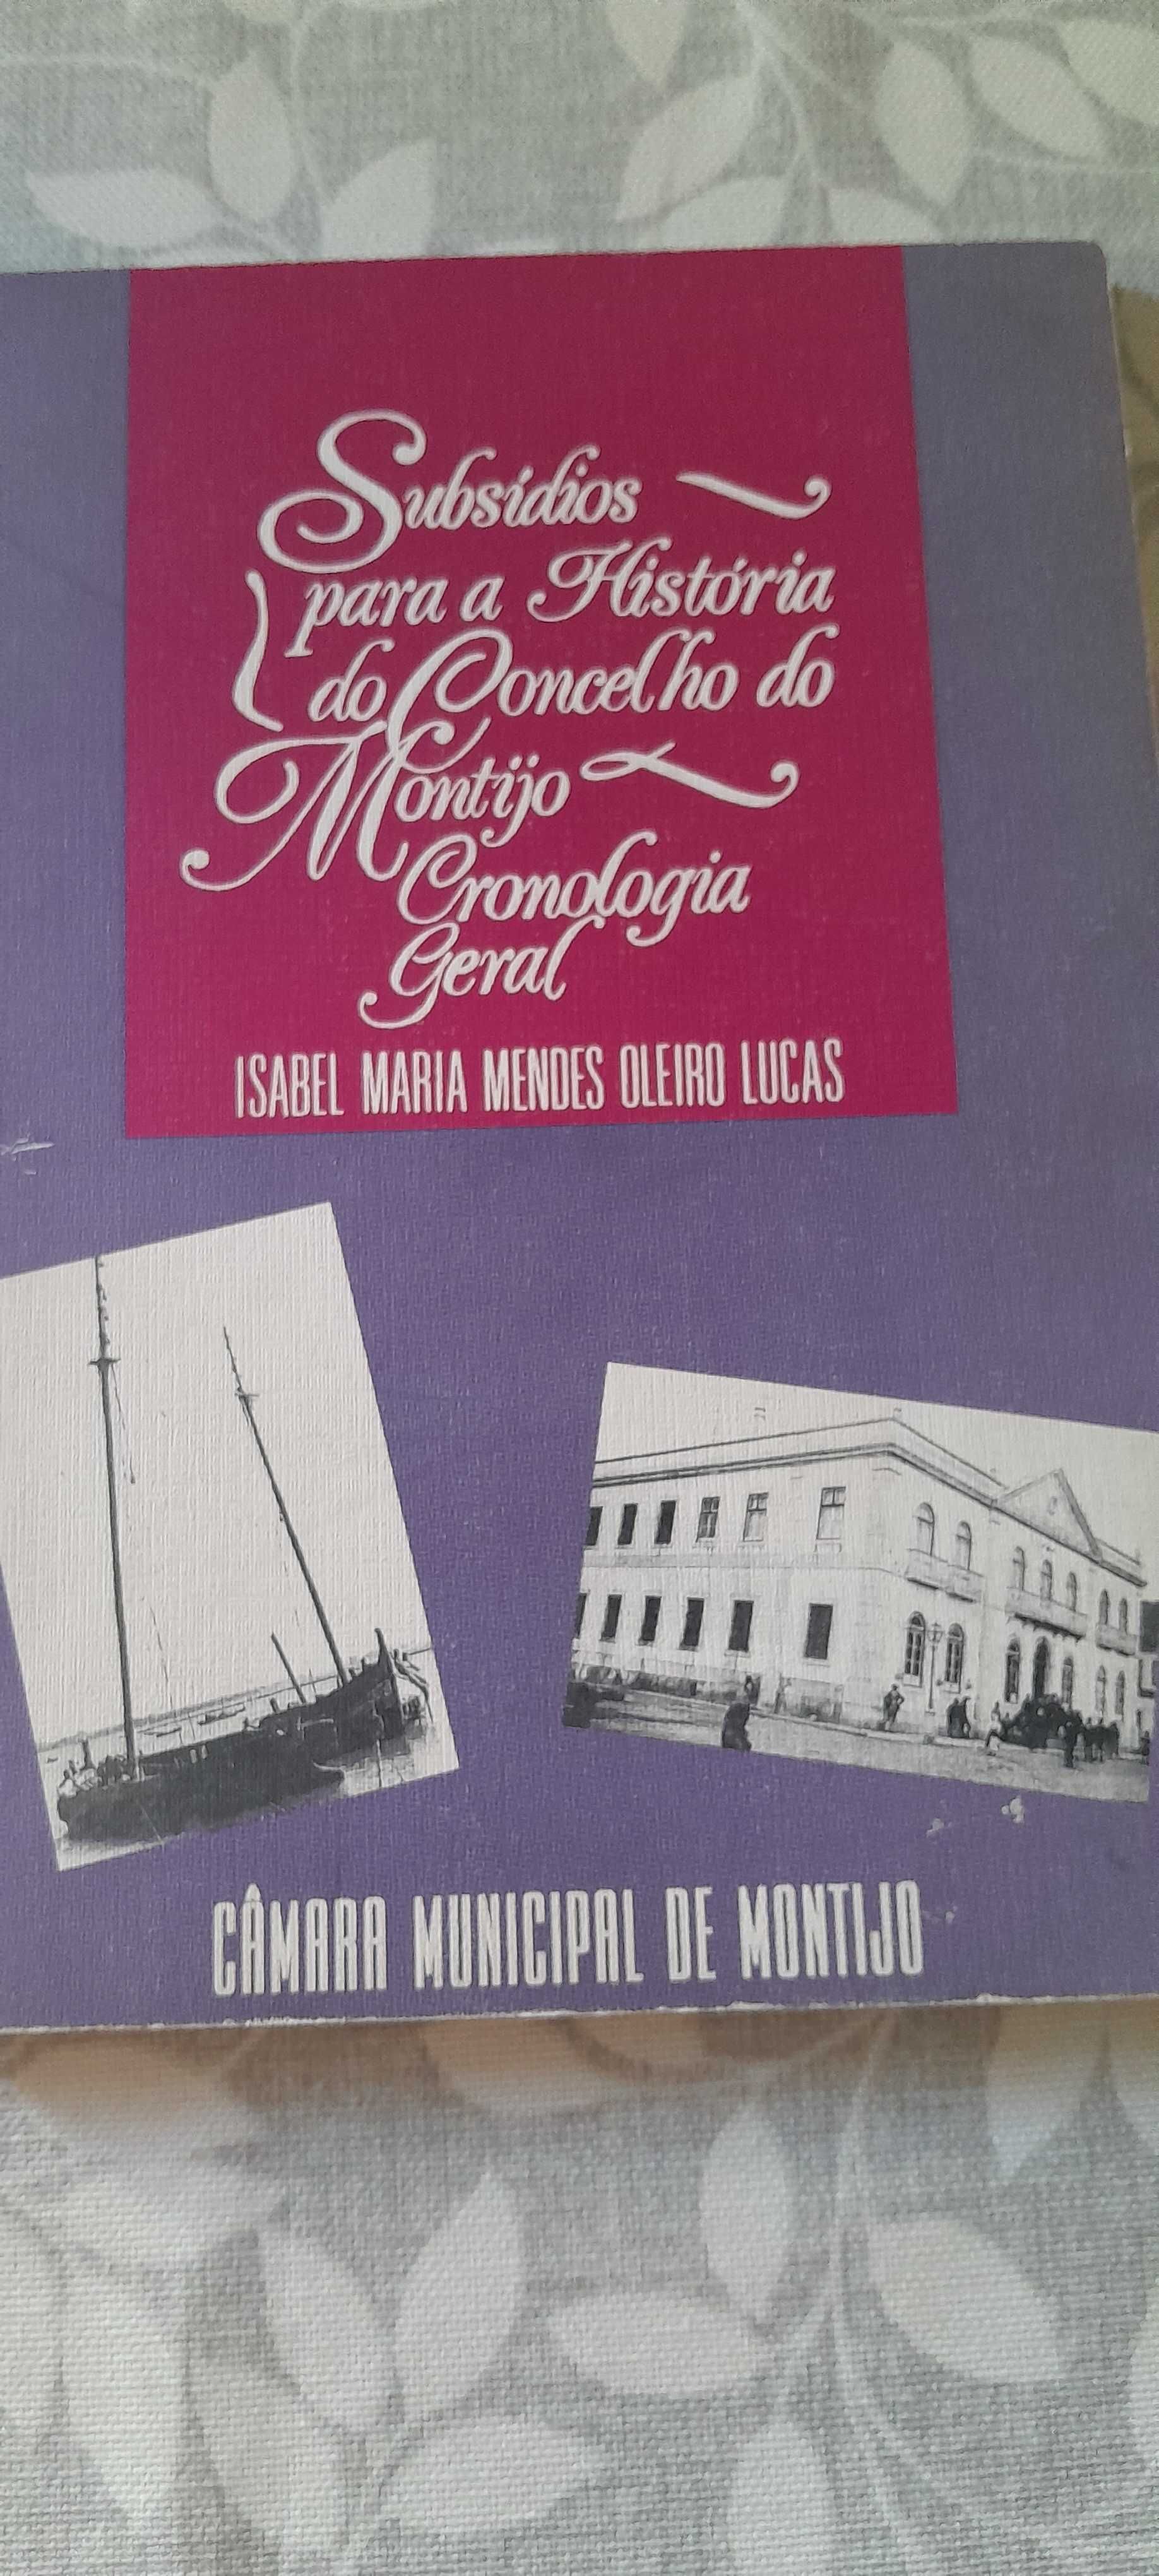 Subsídios
para a História
do Concelho do
Montijo
Cronologia
Geral
ISABEL MARIA MENDES OLEIRO LUCAS
CÂMARA MUNICIPAL DE MONTIJO